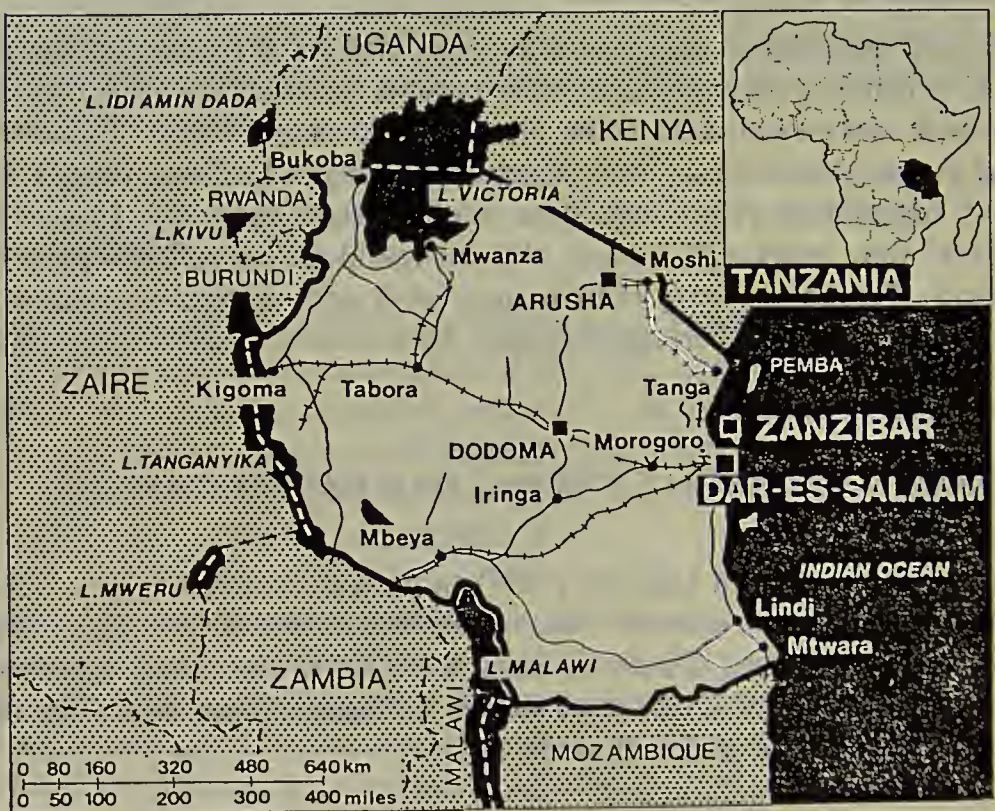 UGANDA
L.IDI AMIN DADA
KENYA
Bukoba
RWANDA
L.VICTORIA
L.KIVU
Mwanza
Moshi
BURUNDI
ARUSHA
TANZANIA
ZAIRE
Kigoma
Tabora
Tanga
PEMBA
DODOMA
Morogoro
ZANZIBAR
L.TANGANYIKA
Iringa
DAR-ES-SALAAM
Mbeya
INDIAN OCEAN
L.MWERU
Lindi
Mtwara
ZAMBIA
L.MALAWI
MALAWI
MOZAMBIQUE
0 80 160 320 480 640 km
0 50 100 200 300 400 miles